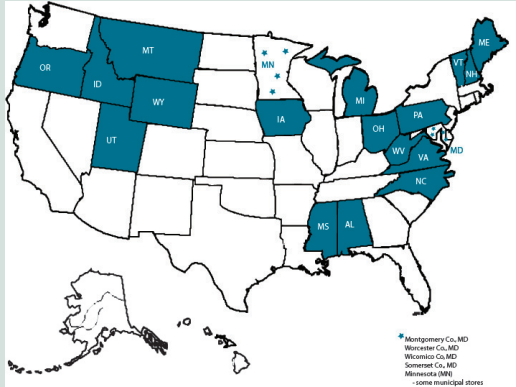 ME
MT
VT
OR
MN
NH
ID
WY
MI
IA
PA
OH
UT
WV
MD
VA
NC
MS
AL
Montgomery Co., MD
Worcester Co., MD
Wicomico Co, MD
Somerset Co., MD
Minnesota (MN)
- some municipal stores